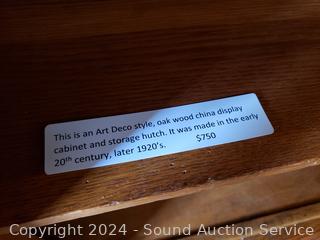 This is an Art Deco style, oak wood china display
cabinet and storage hutch. It was made in the early
20th century, later 1920's. $750
Copyright 2024 - Sound Auction Service